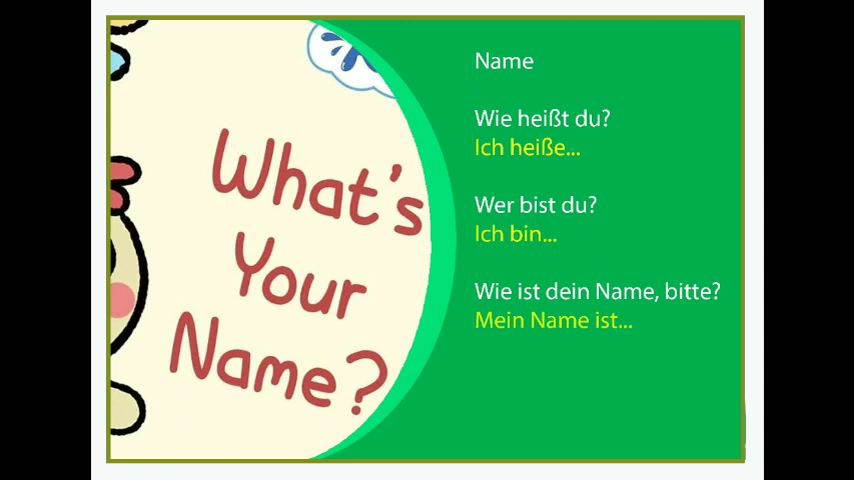 What's
Your
Name?
Name
Wie heißt du?
Ich heiße...
Wer bist du?
Ich bin...
Wie ist dein Name, bitte?
Mein Name ist...